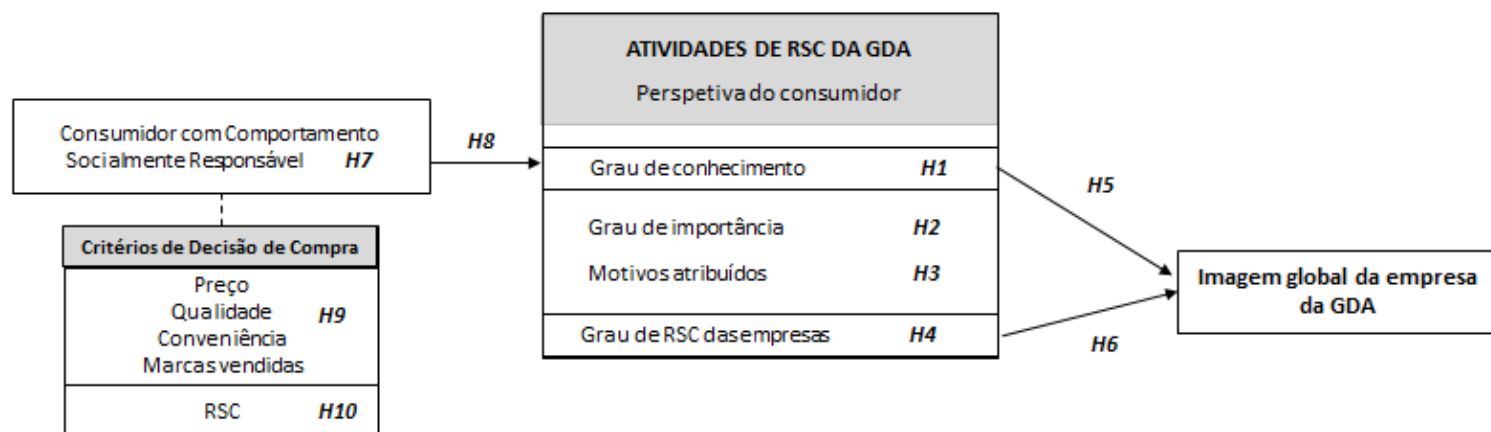 ATIVIDADES DE RSC DA GDA
Perspetiva do consumidor
Consumidor com Comportamento
Socialmente Responsável H7
H8
Grau de conhecimento H1
Grau de importância H2
Motivos atribuídos H3
Grau de RSC das empresas H4
H5
H6
Imagem global da empresa
da GDA
Critérios de Decisão de Compra
Preço
Qualidade H9
Conveniência
Marcas vendidas
RSC H10